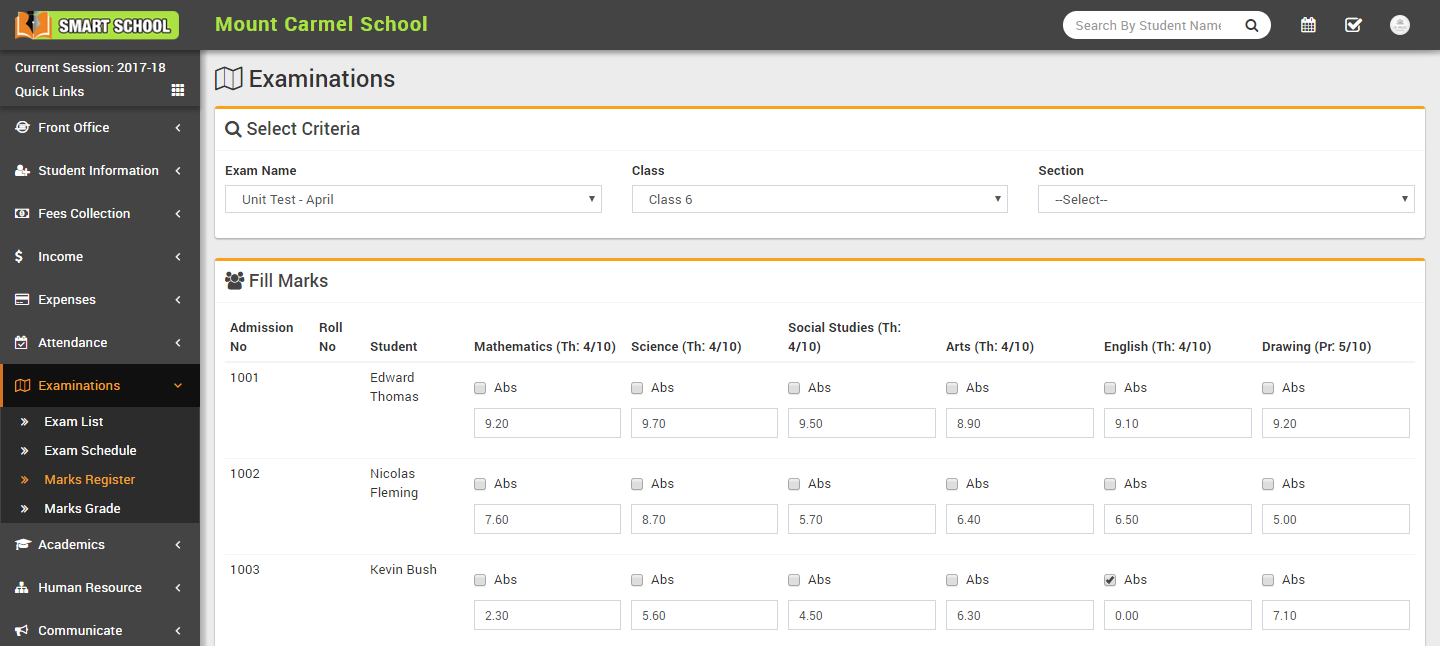 SMART SCHOOL
Mount Carmel School
Search By Student Name
Current Session: 2017-18
Quick Links
Front Office
Student Information
Fees Collection
Income
Expenses
Attendance
Examinations
Exam List
Exam Schedule
Marks Register
Marks Grade
Academics
Human Resource
Communicate
Examinations
Select Criteria
Exam Name Class Section
Unit Test - April Class 6 --Select--
Fill Marks
Admission No Roll No Student Mathematics (Th: 4/10) Science (Th: 4/10) Social Studies (Th: 4/10) Arts (Th: 4/10) English (Th: 4/10) Drawing (Pr: 5/10)
1001 Edward Thomas
Abs Abs Abs Abs Abs Abs
9.20 9.70 9.50 8.90 9.10 9.20
1002 Nicolas Fleming
Abs Abs Abs Abs Abs Abs
7.60 8.70 5.70 6.40 6.50 5.00
1003 Kevin Bush
Abs Abs Abs Abs Abs Abs
2.30 5.60 4.50 6.30 0.00 7.10